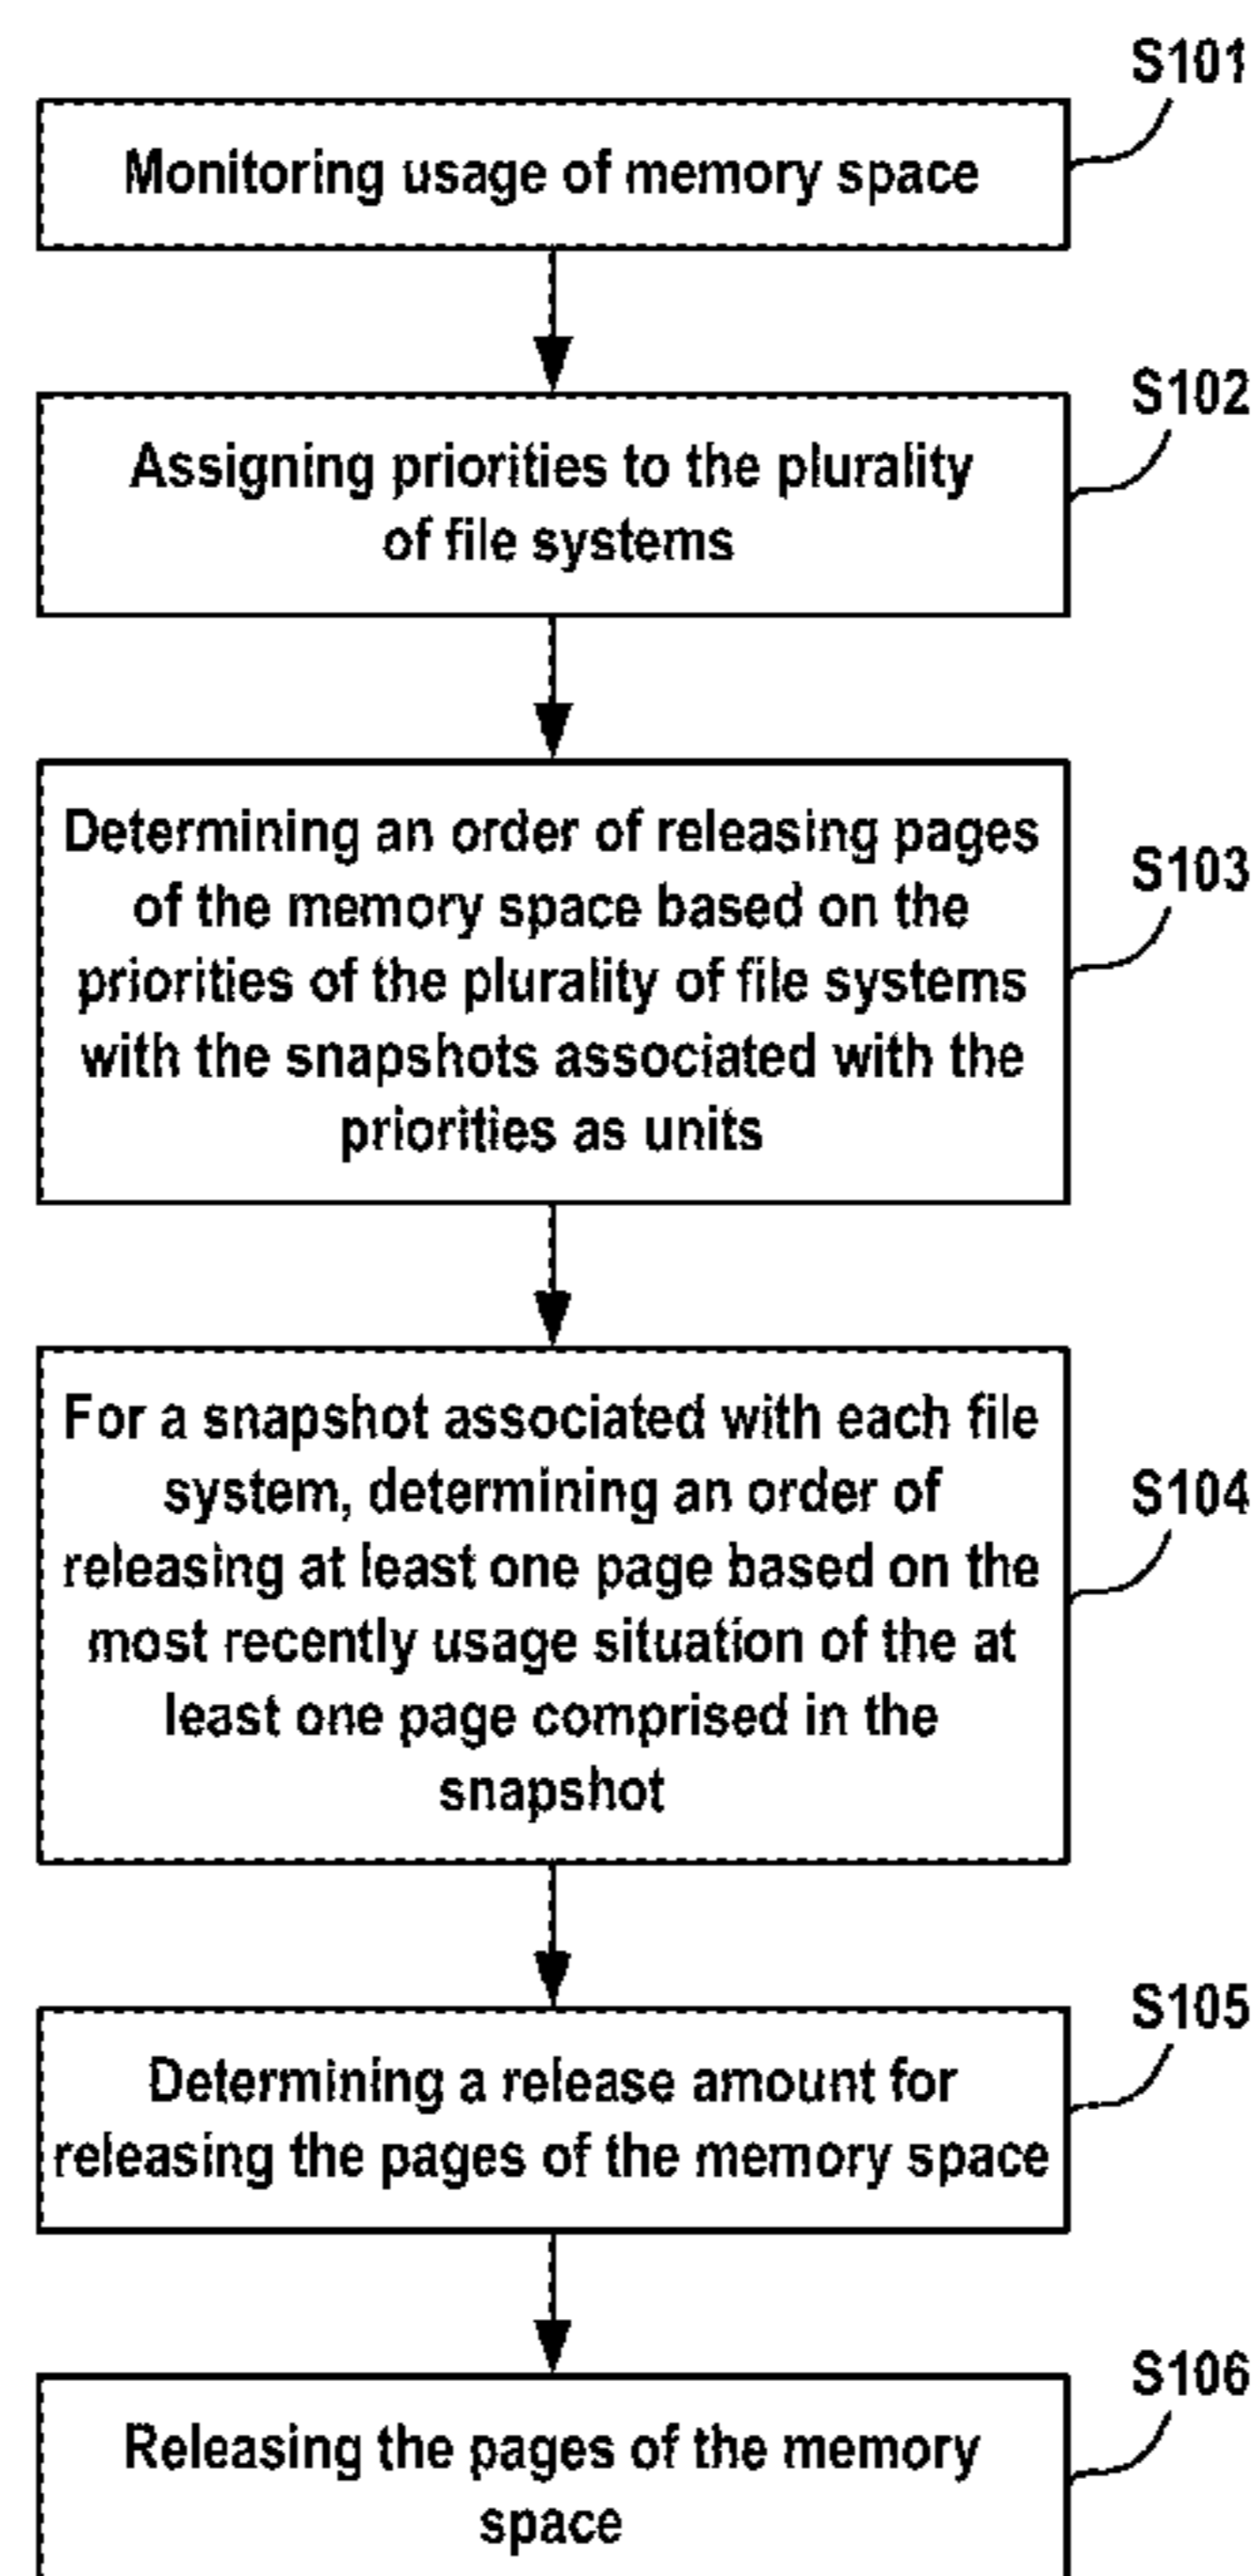 S101
Monitoring usage of memory space
S102
Assigning priorities to the plurality
of file systems
S103
Determining an order of releasing pages
of the memory space based on the
priorities of the plurality of file systems
with the snapshots associated with the
priorities as units
S104
For a snapshot associated with each file
system, determining an order of
releasing at least one page based on the
most recently usage situation of the at
least one page comprised in the
snapshot
S105
Determining a release amount for
releasing the pages of the memory space
S106
Releasing the pages of the memory
space